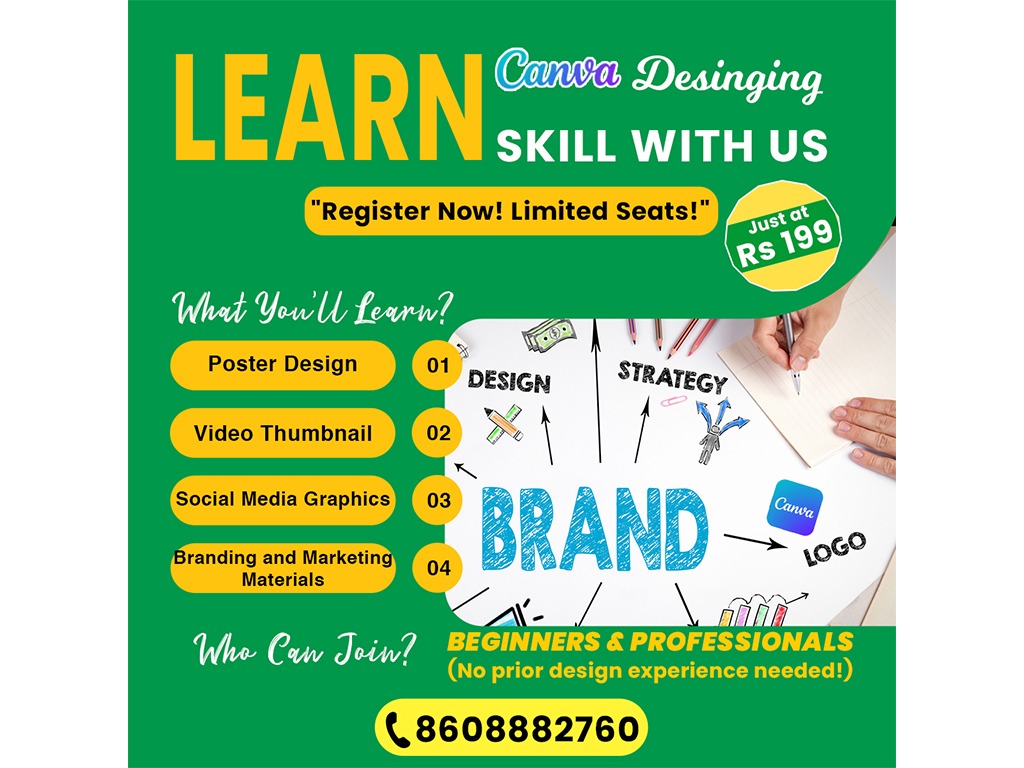 LEARN Canva Desinging
SKILL WITH US
"Register Now! Limited Seats!"
Just at
Rs 199
What You'll Learn?
Poster Design 01
Video Thumbnail 02
Social Media Graphics 03
Branding and Marketing
Materials 04
DESIGN
STRATEGY
BRAND
Canva
LOGO
Who Can Join?
BEGINNERS & PROFESSIONALS
(No prior design experience needed!)
8608882760